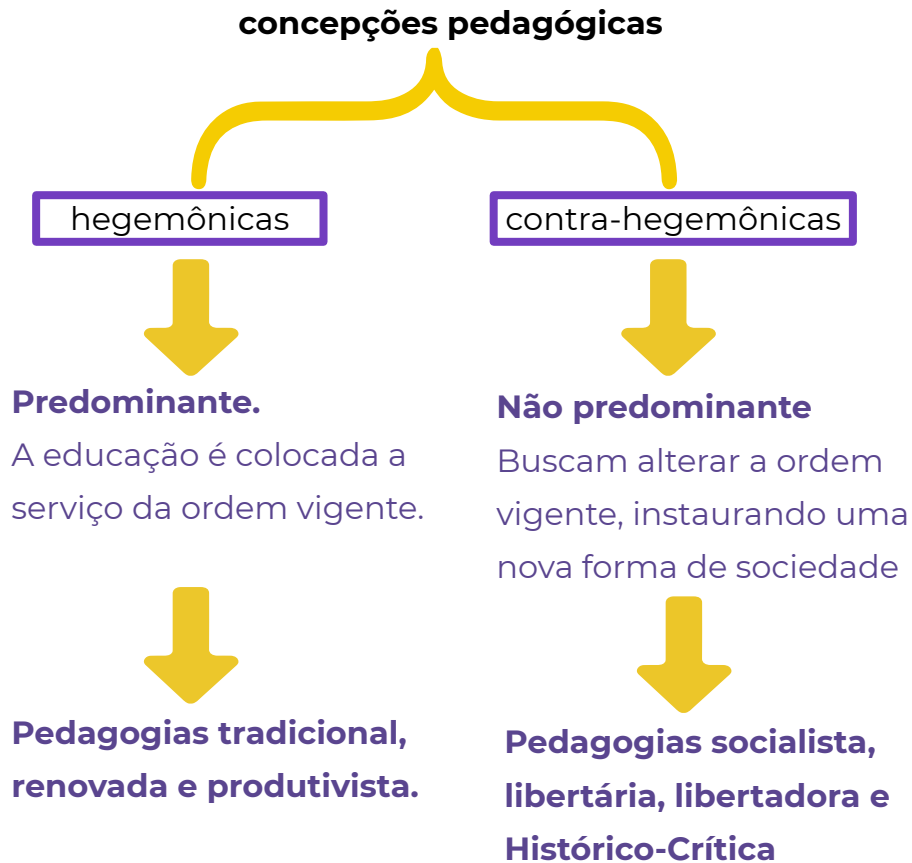 concepções pedagógicas
hegemônicas
Predominante.
A educação é colocada a
serviço da ordem vigente.
Pedagogias tradicional,
renovada e produtivista.
contra-hegemônicas
Não predominante
Buscam alterar a ordem
vigente, instaurando uma
nova forma de sociedade
Pedagogias socialista,
libertária, libertadora e
Histórico-Crítica